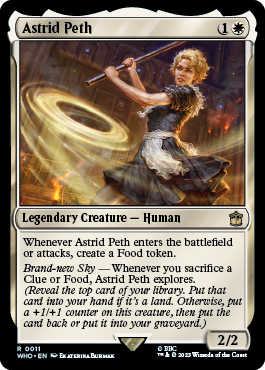 Astrid Peth 1
Legendary Creature — Human
Whenever Astrid Peth enters the battlefield
or attacks, create a Food token.
Brand-new Sky — Whenever you sacrifice a
Clue or Food, Astrid Peth explores.
(Reveal the top card of your library. Put that
card into your hand if it's a land. Otherwise, put
a +1/+1 counter on this creature, then put the
card back or put it into your graveyard.)
2/2
R 0011
WHO • EN Ekaterina Burmak
© BBC
™ & © 2023 Wizards of the Coast